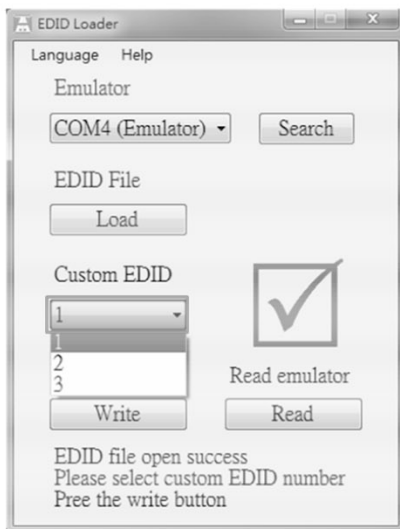 EDID Loader
Language Help
Emulator
COM4 (Emulator) Search
EDID File
Load
Custom EDID
1
1
2
3
Read emulator
Write Read
EDID file open success
Please select custom EDID number
Pree the write button